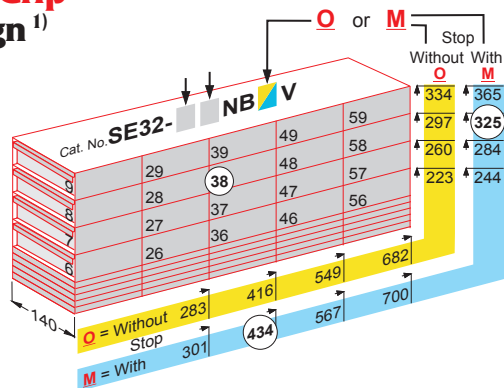 gn 1)
O or M
Stop
Without With
O M
Cat. No. SE32- NB V
334 365
297 325
260 284
223 244
9 29 39 49 59
8 28 38 48 58
7 27 37 47 57
6 26 36 46 56
140
O = Without 283 416 549 682
Stop
M = With 301 434 567 700